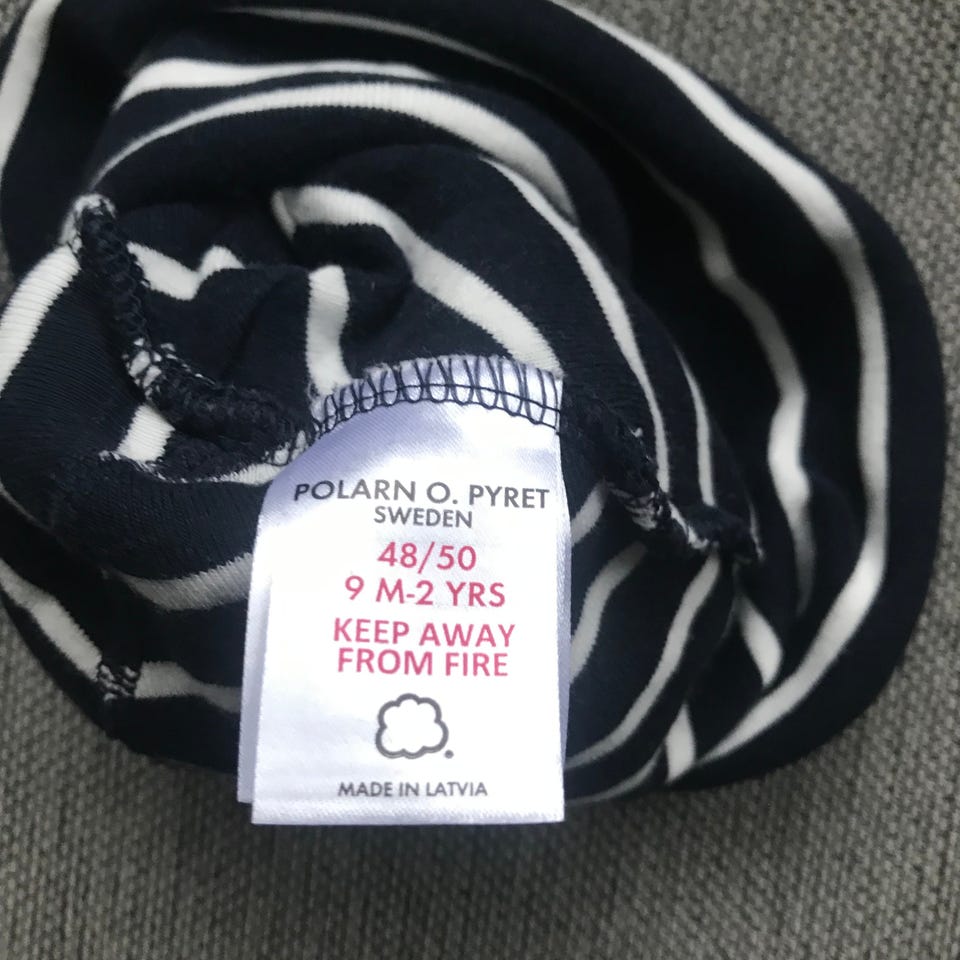 POLARN O. PYRET
SWEDEN
48/50
9 M-2 YRS
KEEP AWAY
FROM FIRE
MADE IN LATVIA